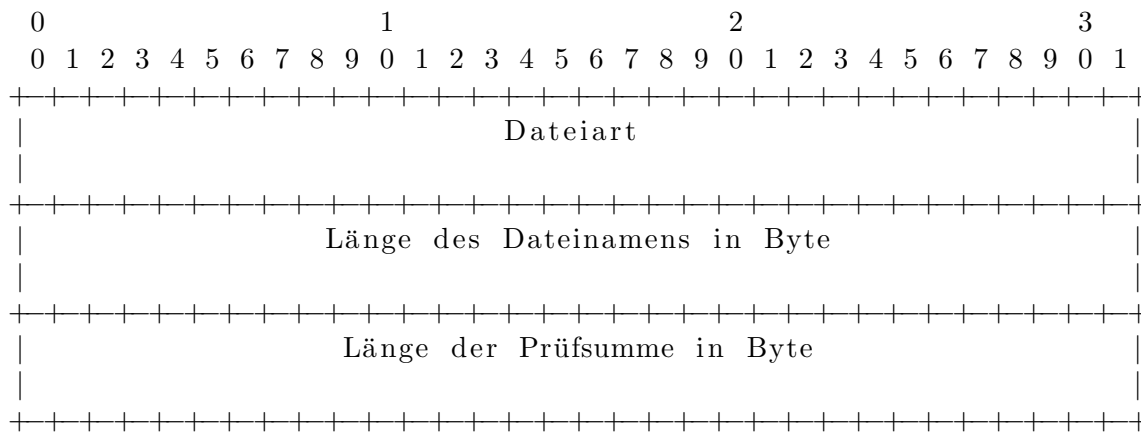 0 1 2 3
0 1 2 3 4 5 6 7 8 9 0 1 2 3 4 5 6 7 8 9 0 1 2 3 4 5 6 7 8 9 0 1
+-+-+-+-+-+-+-+-+-+-+-+-+-+-+-+-+-+-+-+-+-+-+-+-+-+-+-+-+-+-+-+-+
| Dateiart |
| |
+-+-+-+-+-+-+-+-+-+-+-+-+-+-+-+-+-+-+-+-+-+-+-+-+-+-+-+-+-+-+-+-+
| Länge des Dateinamens in Byte |
| |
+-+-+-+-+-+-+-+-+-+-+-+-+-+-+-+-+-+-+-+-+-+-+-+-+-+-+-+-+-+-+-+-+
| Länge der Prüfsumme in Byte |
| |
+-+-+-+-+-+-+-+-+-+-+-+-+-+-+-+-+-+-+-+-+-+-+-+-+-+-+-+-+-+-+-+-+